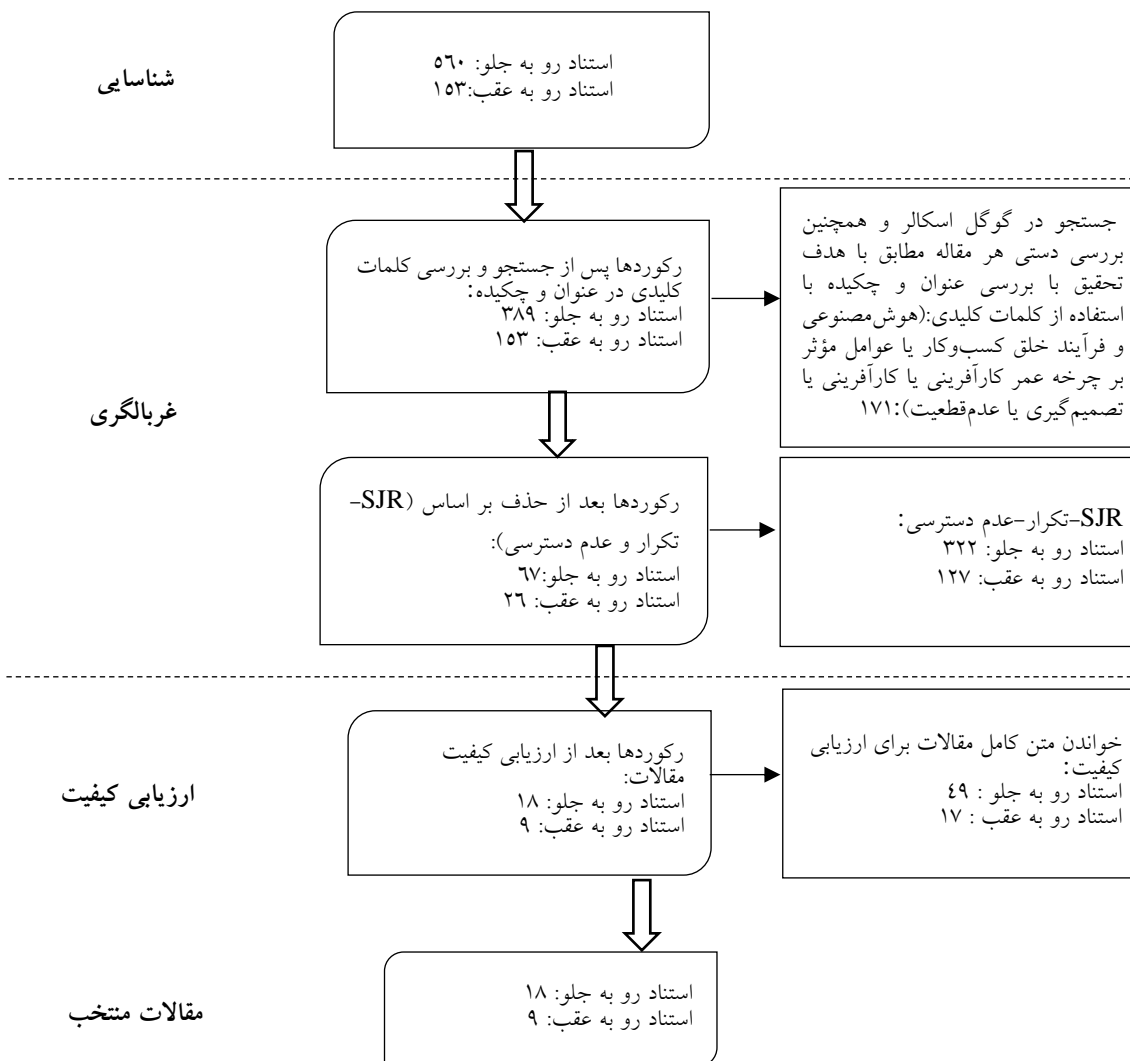 شناسایی
استناد رو به جلو: ٥٦٠
استناد رو به عقب:١٥٣
غربالگری
رکوردها پس از جستجو و بررسی کلمات
کلیدی در عنوان و چکیده:
استناد رو به جلو: ٣٨٩
استناد رو به عقب: ١٥٣
جستجو در گوگل اسکالر و همچنین
بررسی دستی هر مقاله مطابق با هدف
تحقیق با بررسی عنوان و چکیده با
استفاده از کلمات کلیدی:(هوش‌مصنوعی
و فرآیند خلق کسب‌وکار یا عوامل مؤثر
بر چرخه عمر کارآفرینی یا کارآفرینی یا
تصمیم‌گیری یا عدم‌قطعیت):١٧١
رکوردها بعد از حذف بر اساس (SJR-
تکرار و عدم دسترسی):
استناد رو به جلو:٦٧
استناد رو به عقب: ٢٦
SJR-تکرار-عدم دسترسی:
استناد رو به جلو: ٣٢٢
استناد رو به عقب: ١٢٧
ارزیابی کیفیت
رکوردها بعد از ارزیابی کیفیت
مقالات:
استناد رو به جلو: ١٨
استناد رو به عقب: ٩
خواندن متن کامل مقالات برای ارزیابی
کیفیت:
استناد رو به جلو : ٤٩
استناد رو به عقب : ١٧
مقالات منتخب
استناد رو به جلو: ١٨
استناد رو به عقب: ٩